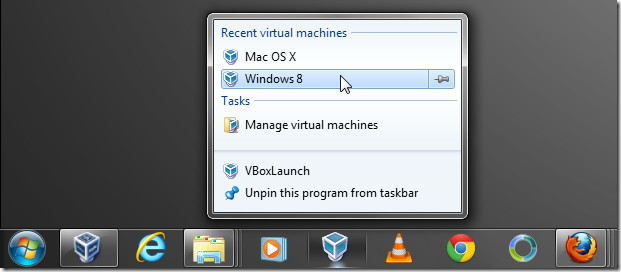 Recent virtual machines
Mac OS X
Windows 8
Tasks
Manage virtual machines
VBoxLaunch
Unpin this program from taskbar